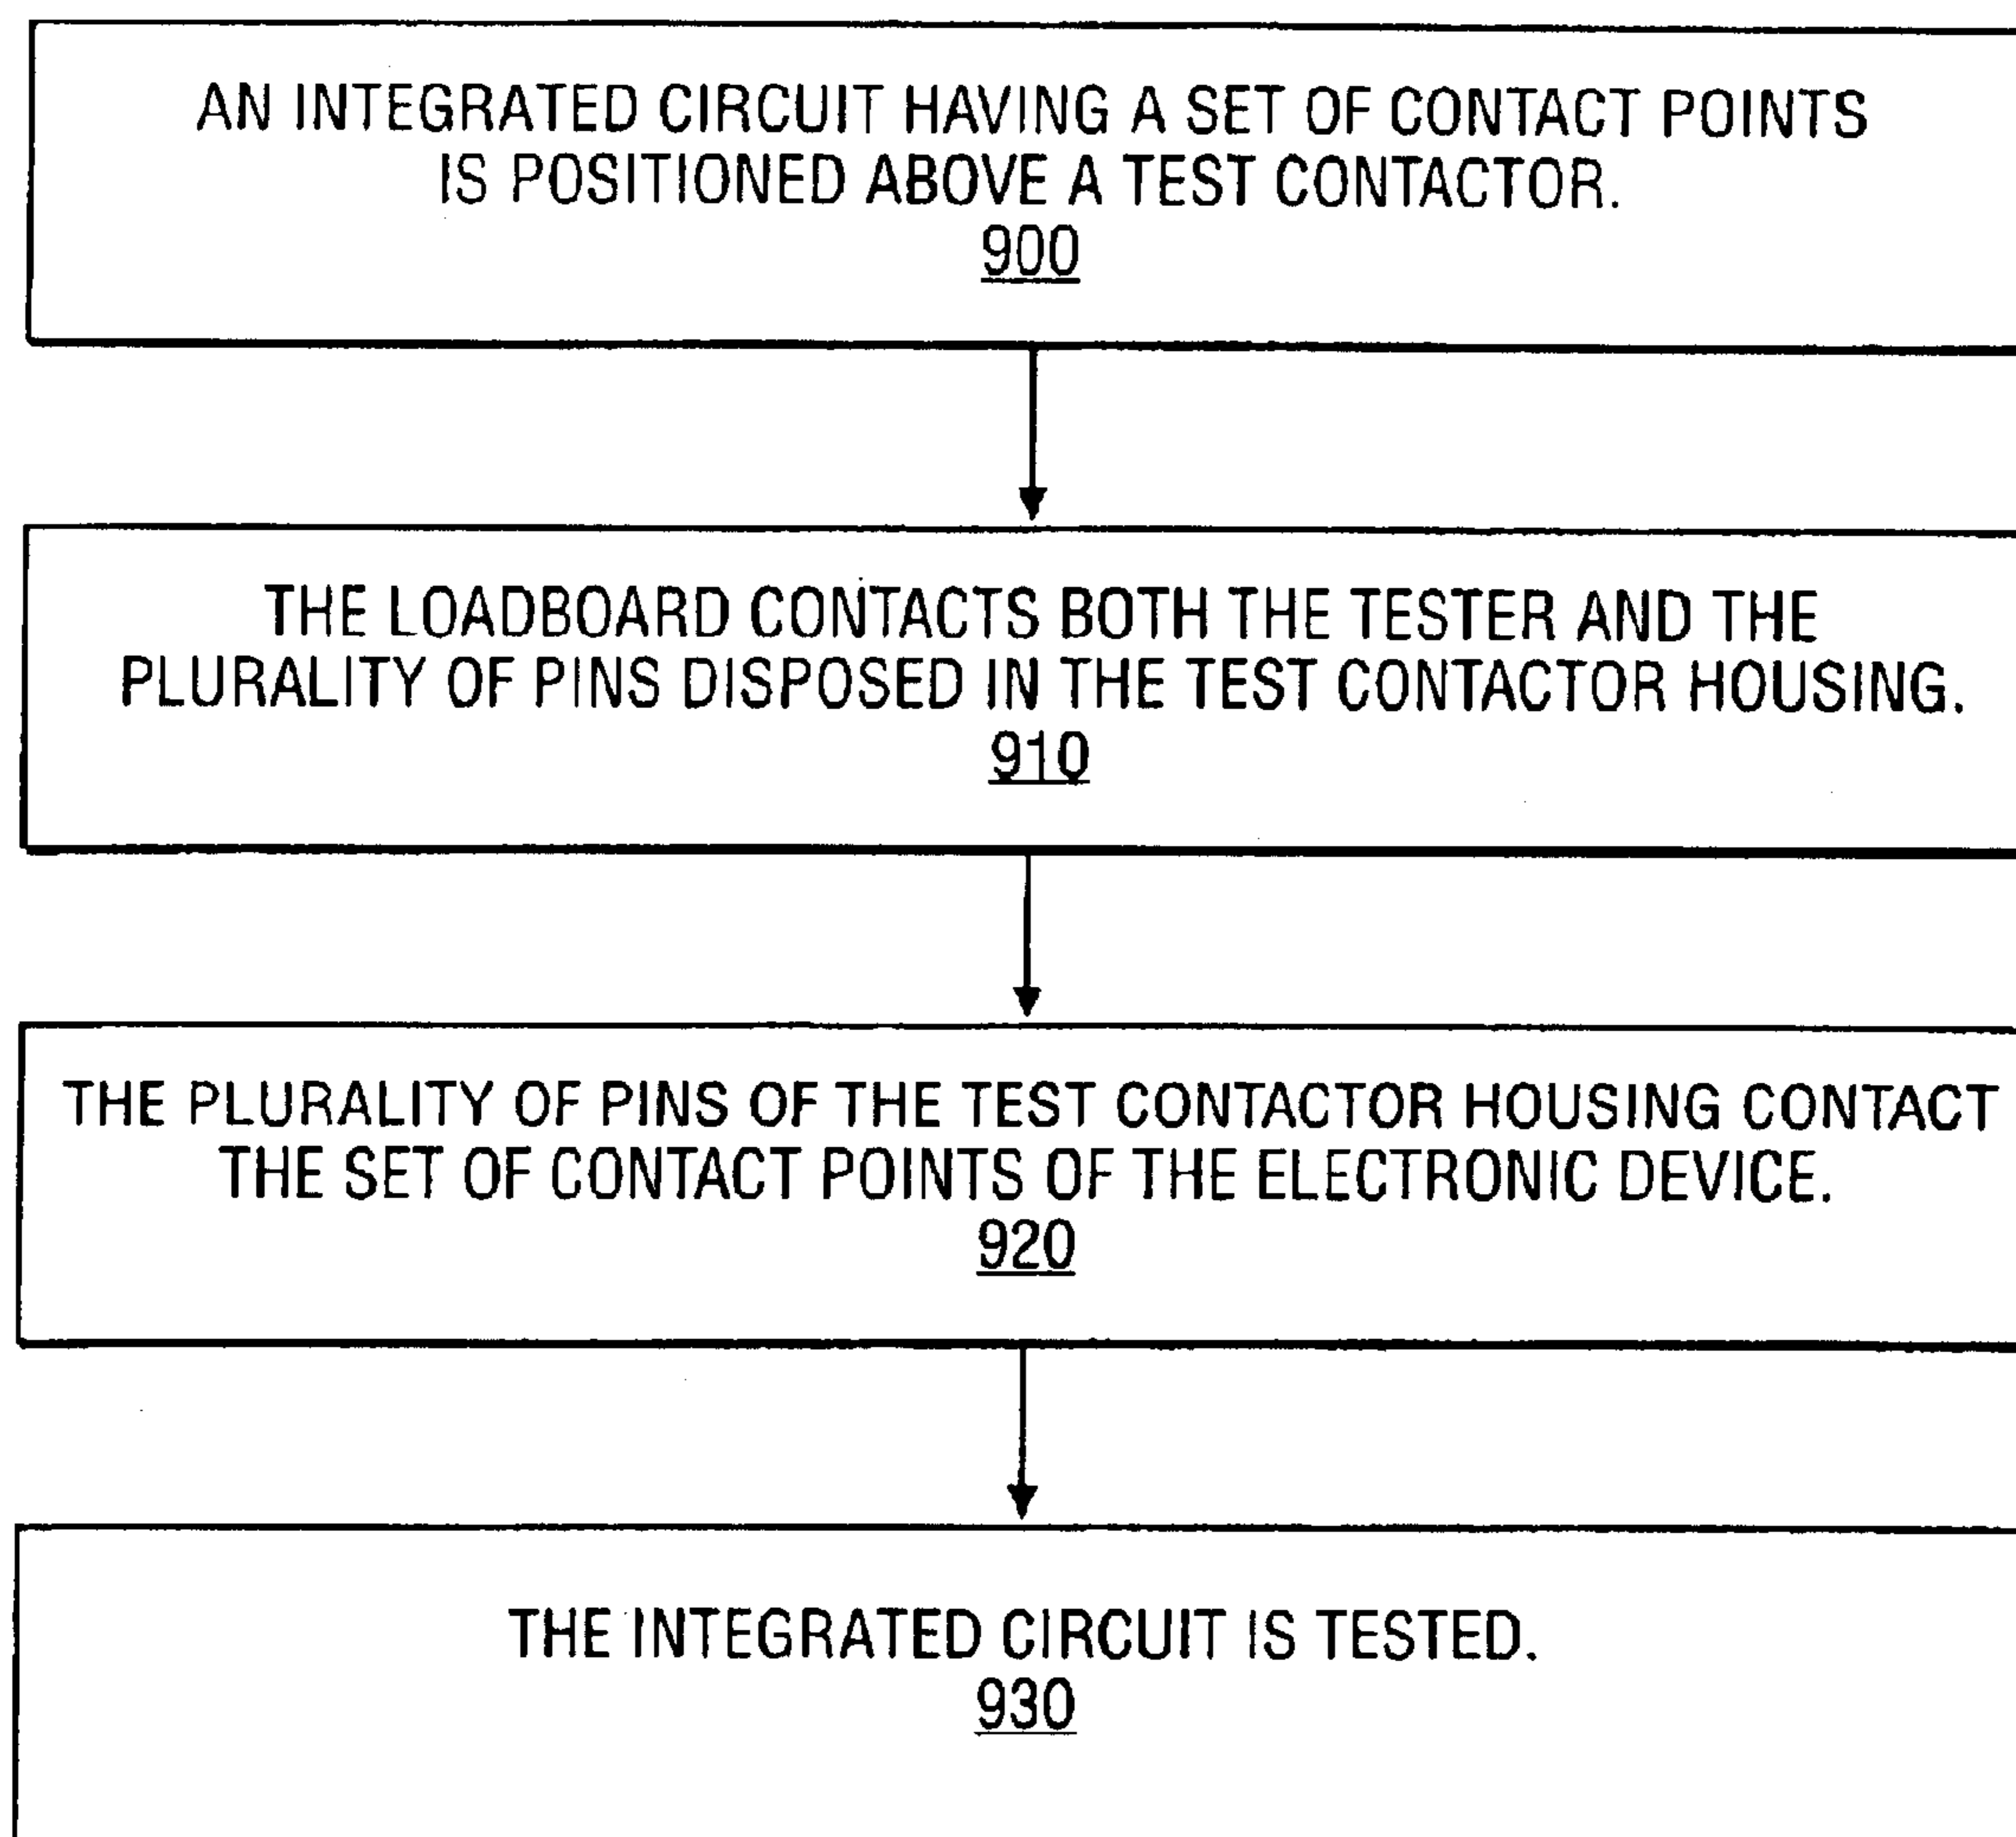 AN INTEGRATED CIRCUIT HAVING A SET OF CONTACT POINTS
IS POSITIONED ABOVE A TEST CONTACTOR.
900
THE LOADBOARD CONTACTS BOTH THE TESTER AND THE
PLURALITY OF PINS DISPOSED IN THE TEST CONTACTOR HOUSING.
910
THE PLURALITY OF PINS OF THE TEST CONTACTOR HOUSING CONTACT
THE SET OF CONTACT POINTS OF THE ELECTRONIC DEVICE.
920
THE INTEGRATED CIRCUIT IS TESTED.
930